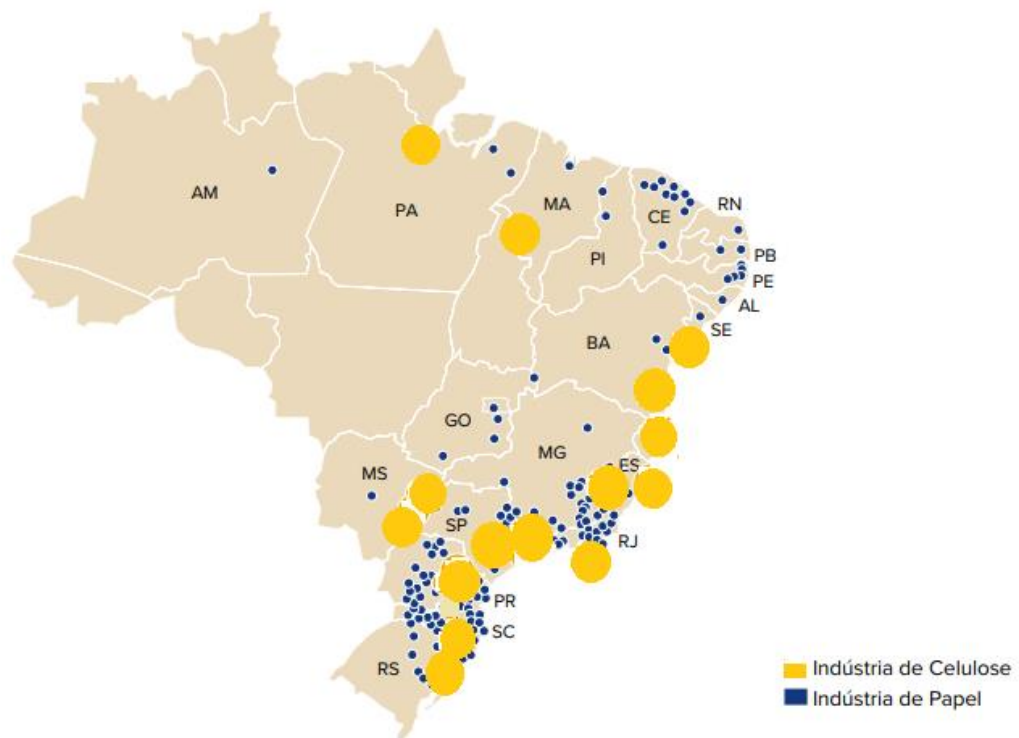 AM
PA
MA
CE
RN
PI
PB
PE
AL
SE
BA
GO
MG
MS
ES
SP
RJ
PR
SC
RS
Indústria de Celulose
Indústria de Papel